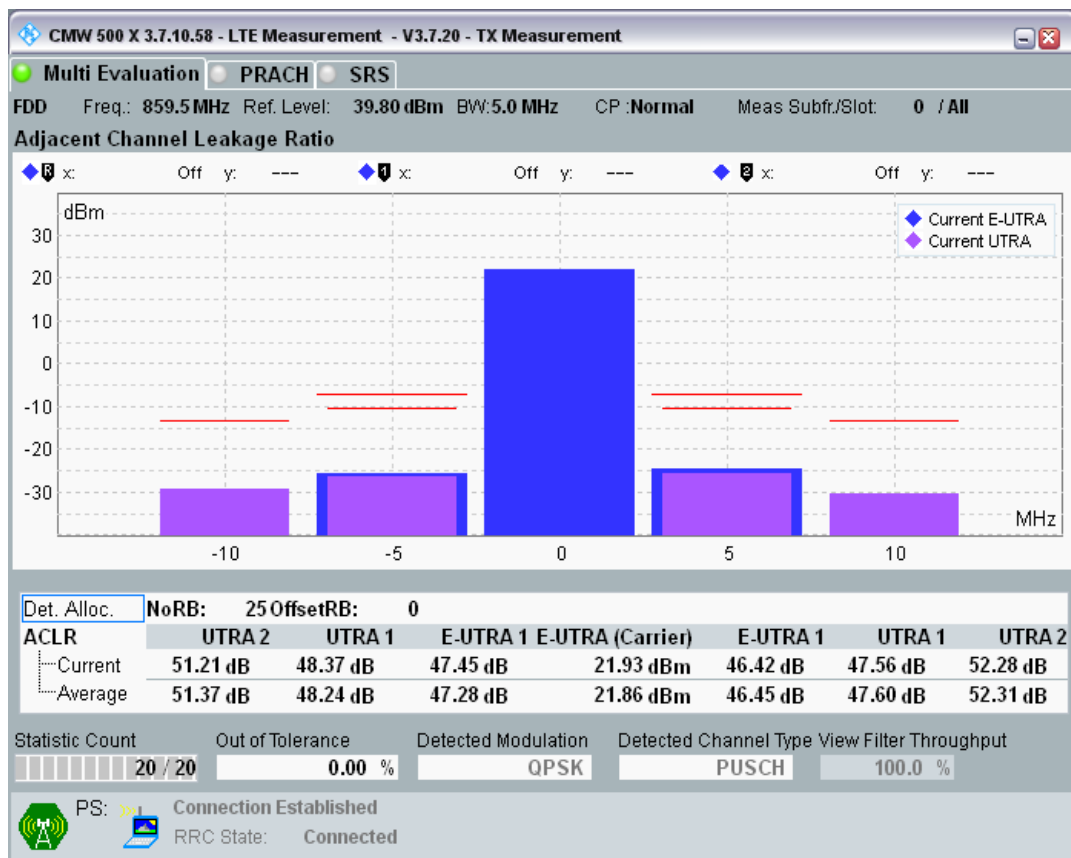 CMW 500 X 3.7.10.58 - LTE Measurement - V3.7.20 - TX Measurement
Multi Evaluation PRACH SRS
FDD Freq.: 859.5 MHz Ref. Level: 39.80 dBm BW:5.0 MHz CP :Normal Meas Subfr./Slot: 0 / All
Adjacent Channel Leakage Ratio
R x: Off y: --- 1 x: Off y: --- 2 x: Off y: ---
dBm
Current E-UTRA
Current UTRA
30
20
10
0
-10
-20
-30
MHz
-10 -5 0 5 10
Det. Alloc. NoRB: 25 OffsetRB: 0
ACLR UTRA 2 UTRA 1 E-UTRA 1 E-UTRA (Carrier) E-UTRA 1 UTRA 1 UTRA 2
Current 51.21 dB 48.37 dB 47.45 dB 21.93 dBm 46.42 dB 47.56 dB 52.28 dB
Average 51.37 dB 48.24 dB 47.28 dB 21.86 dBm 46.45 dB 47.60 dB 52.31 dB
Statistic Count Out of Tolerance Detected Modulation Detected Channel Type View Filter Throughput
20 / 20 0.00 % QPSK PUSCH 100.0 %
PS: Connection Established
RRC State: Connected